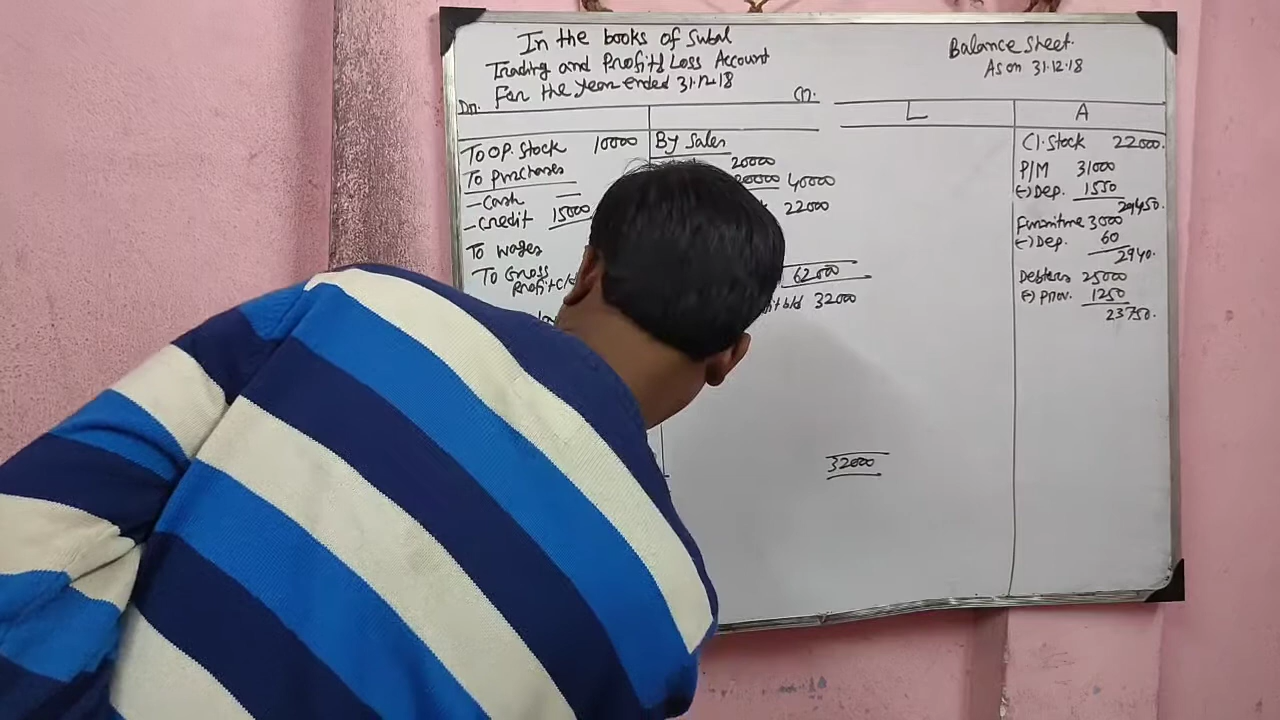 In the books of Subal
Trading and Profit & Loss Account
For the year ended 31.12.18
Dr. Cr.
To Op. Stock 10000
To purchases
- Cash —
- Credit 15000
To wages
To Gross
Profit c/d
By Sales
20000
20000 40000
22000
62000
b/d 32000
32000
Balance Sheet.
As on 31.12.18
L A
Cl. Stock 22000.
P/M 31000
(-) Dep. 1550
29450.
Furniture 3000
(-) Dep. 60
2940.
Debtors 25000
(-) Prov. 1250
23750.